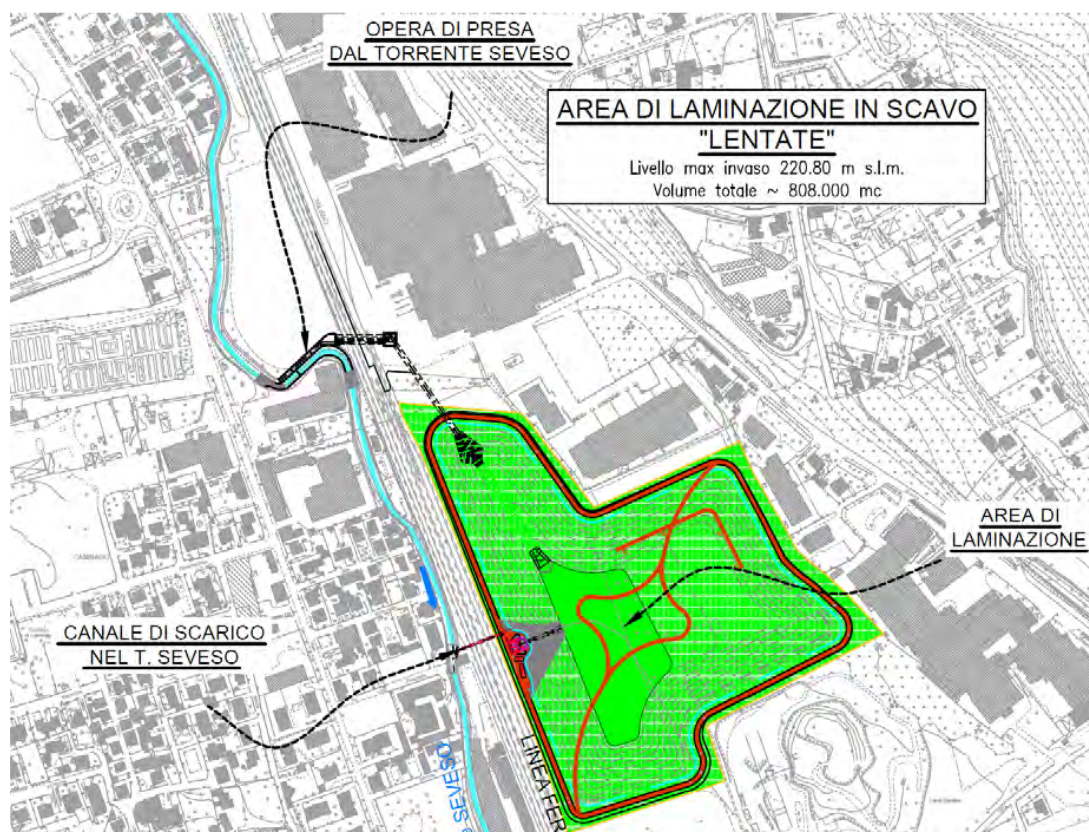 OPERA DI PRESA
DAL TORRENTE SEVESO
AREA DI LAMINAZIONE IN SCAVO
"LENTATE"
Livello max invaso 220.80 m s.l.m.
Volume totale ~ 808.000 mc
AREA DI
LAMINAZIONE
CANALE DI SCARICO
NEL T. SEVESO
SEVESO
LINEA FER